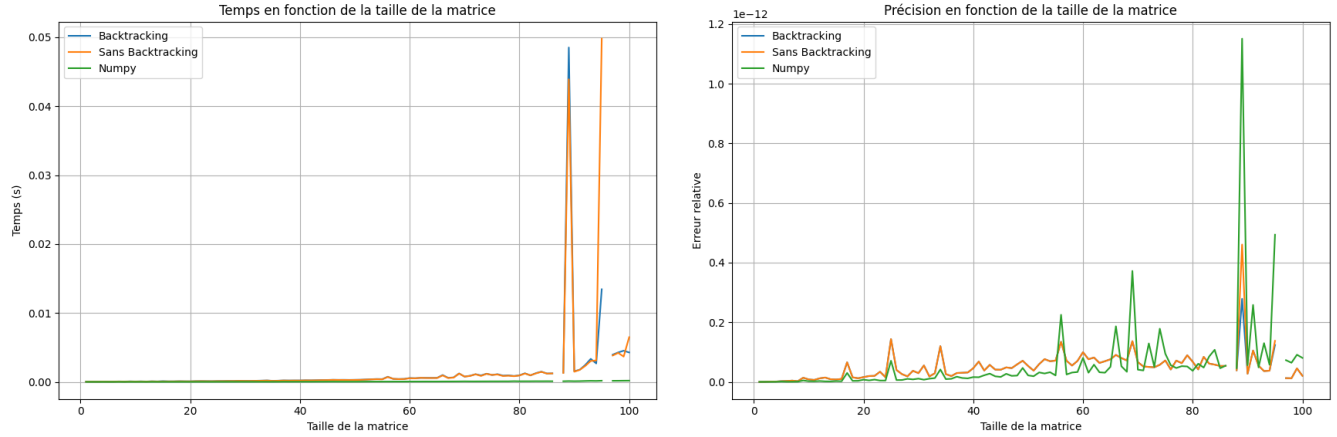 Temps en fonction de la taille de la matrice
Backtracking
Sans Backtracking
Numpy
0.05
0.04
0.03
0.02
0.01
0.00
Temps (s)
0
20
40
60
80
100
Taille de la matrice
Précision en fonction de la taille de la matrice
1e−12
Backtracking
Sans Backtracking
Numpy
1.2
1.0
0.8
0.6
0.4
0.2
0.0
Erreur relative
0
20
40
60
80
100
Taille de la matrice